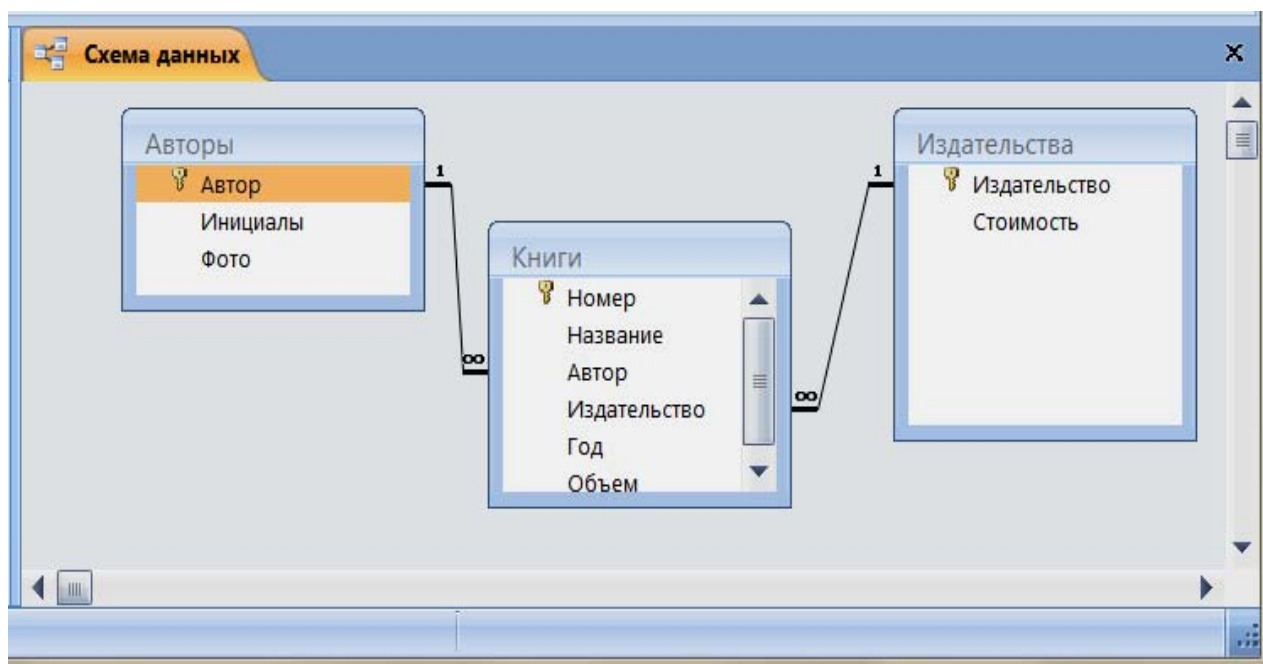 Схема данных
Авторы
Автор
Инициалы
Фото
1
∞
Книги
Номер
Название
Автор
Издательство
Год
Объем
1
∞
Издательства
Издательство
Стоимость